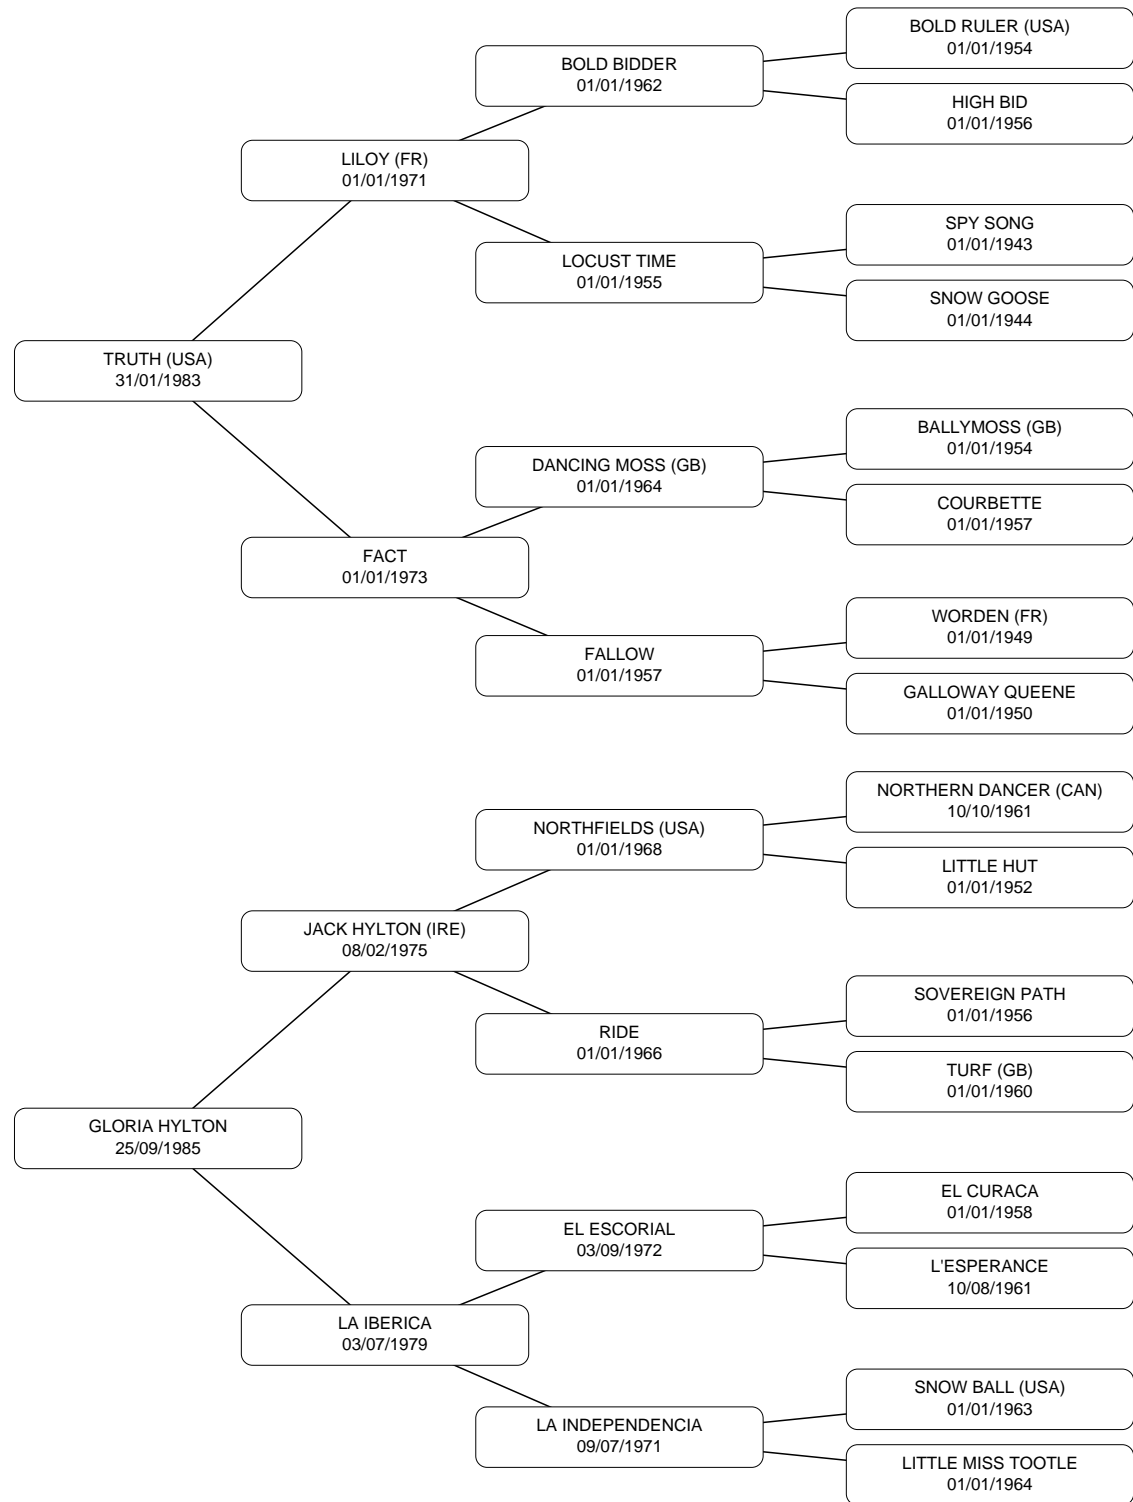 BOLD RULER (USA)
01/01/1954
BOLD BIDDER
01/01/1962
HIGH BID
01/01/1956
LILOY (FR)
01/01/1971
SPY SONG
01/01/1943
LOCUST TIME
01/01/1955
SNOW GOOSE
01/01/1944
TRUTH (USA)
31/01/1983
BALLYMOSS (GB)
01/01/1954
DANCING MOSS (GB)
01/01/1964
COURBETTE
01/01/1957
FACT
01/01/1973
WORDEN (FR)
01/01/1949
FALLOW
01/01/1957
GALLOWAY QUEENE
01/01/1950
NORTHERN DANCER (CAN)
10/10/1961
NORTHFIELDS (USA)
01/01/1968
LITTLE HUT
01/01/1952
JACK HYLTON (IRE)
08/02/1975
SOVEREIGN PATH
01/01/1956
RIDE
01/01/1966
TURF (GB)
01/01/1960
GLORIA HYLTON
25/09/1985
EL CURACA
01/01/1958
EL ESCORIAL
03/09/1972
L'ESPERANCE
10/08/1961
LA IBERICA
03/07/1979
SNOW BALL (USA)
01/01/1963
LA INDEPENDENCIA
09/07/1971
LITTLE MISS TOOTLE
01/01/1964